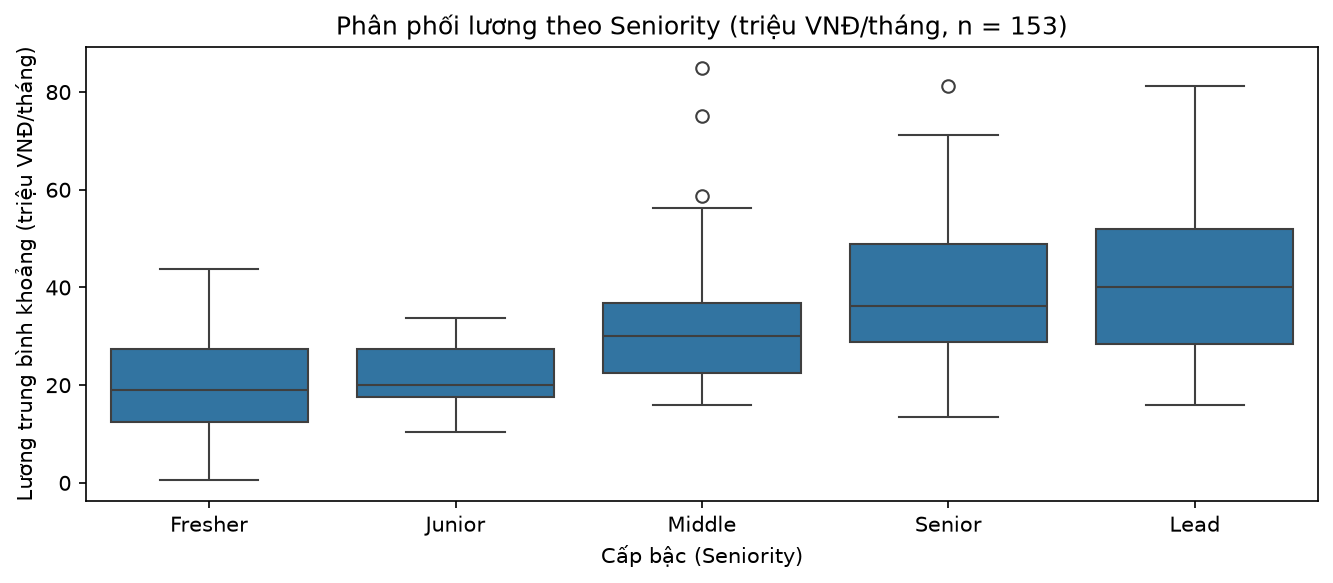 Phân phối lương theo Seniority (triệu VNĐ/tháng, n = 153)
Lương trung bình khoảng (triệu VNĐ/tháng)
80
60
40
20
0
Fresher
Junior
Middle
Senior
Lead
Cấp bậc (Seniority)